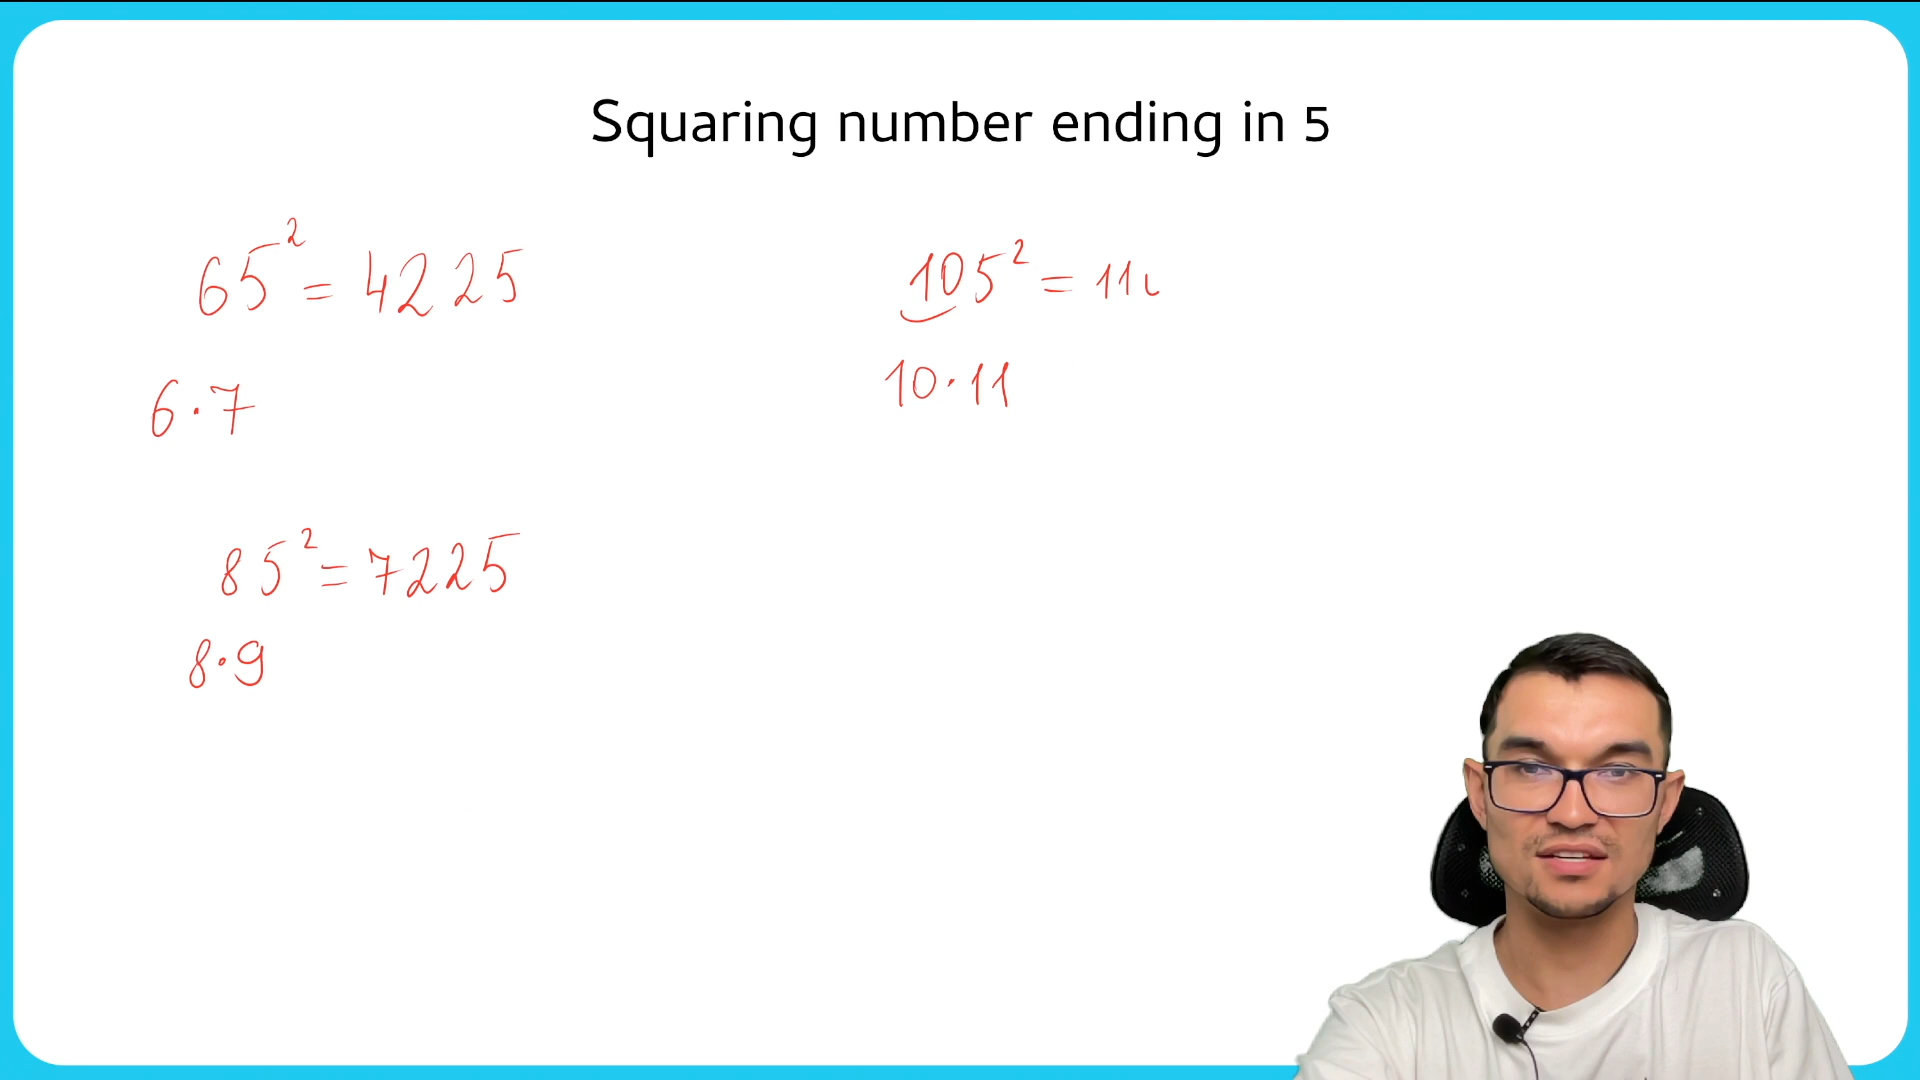 Squaring number ending in 5
65² = 4225
6·7
85² = 7225
8·9
105² = 11
10·11